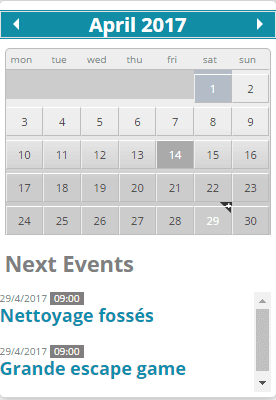 April 2017
mon tue wed thu fri sat sun
1 2
3 4 5 6 7 8 9
10 11 12 13 14 15 16
17 18 19 20 21 22 23
24 25 26 27 28 29 30
Next Events
29/4/2017 09:00
Nettoyage fossés
29/4/2017 09:00
Grande escape game